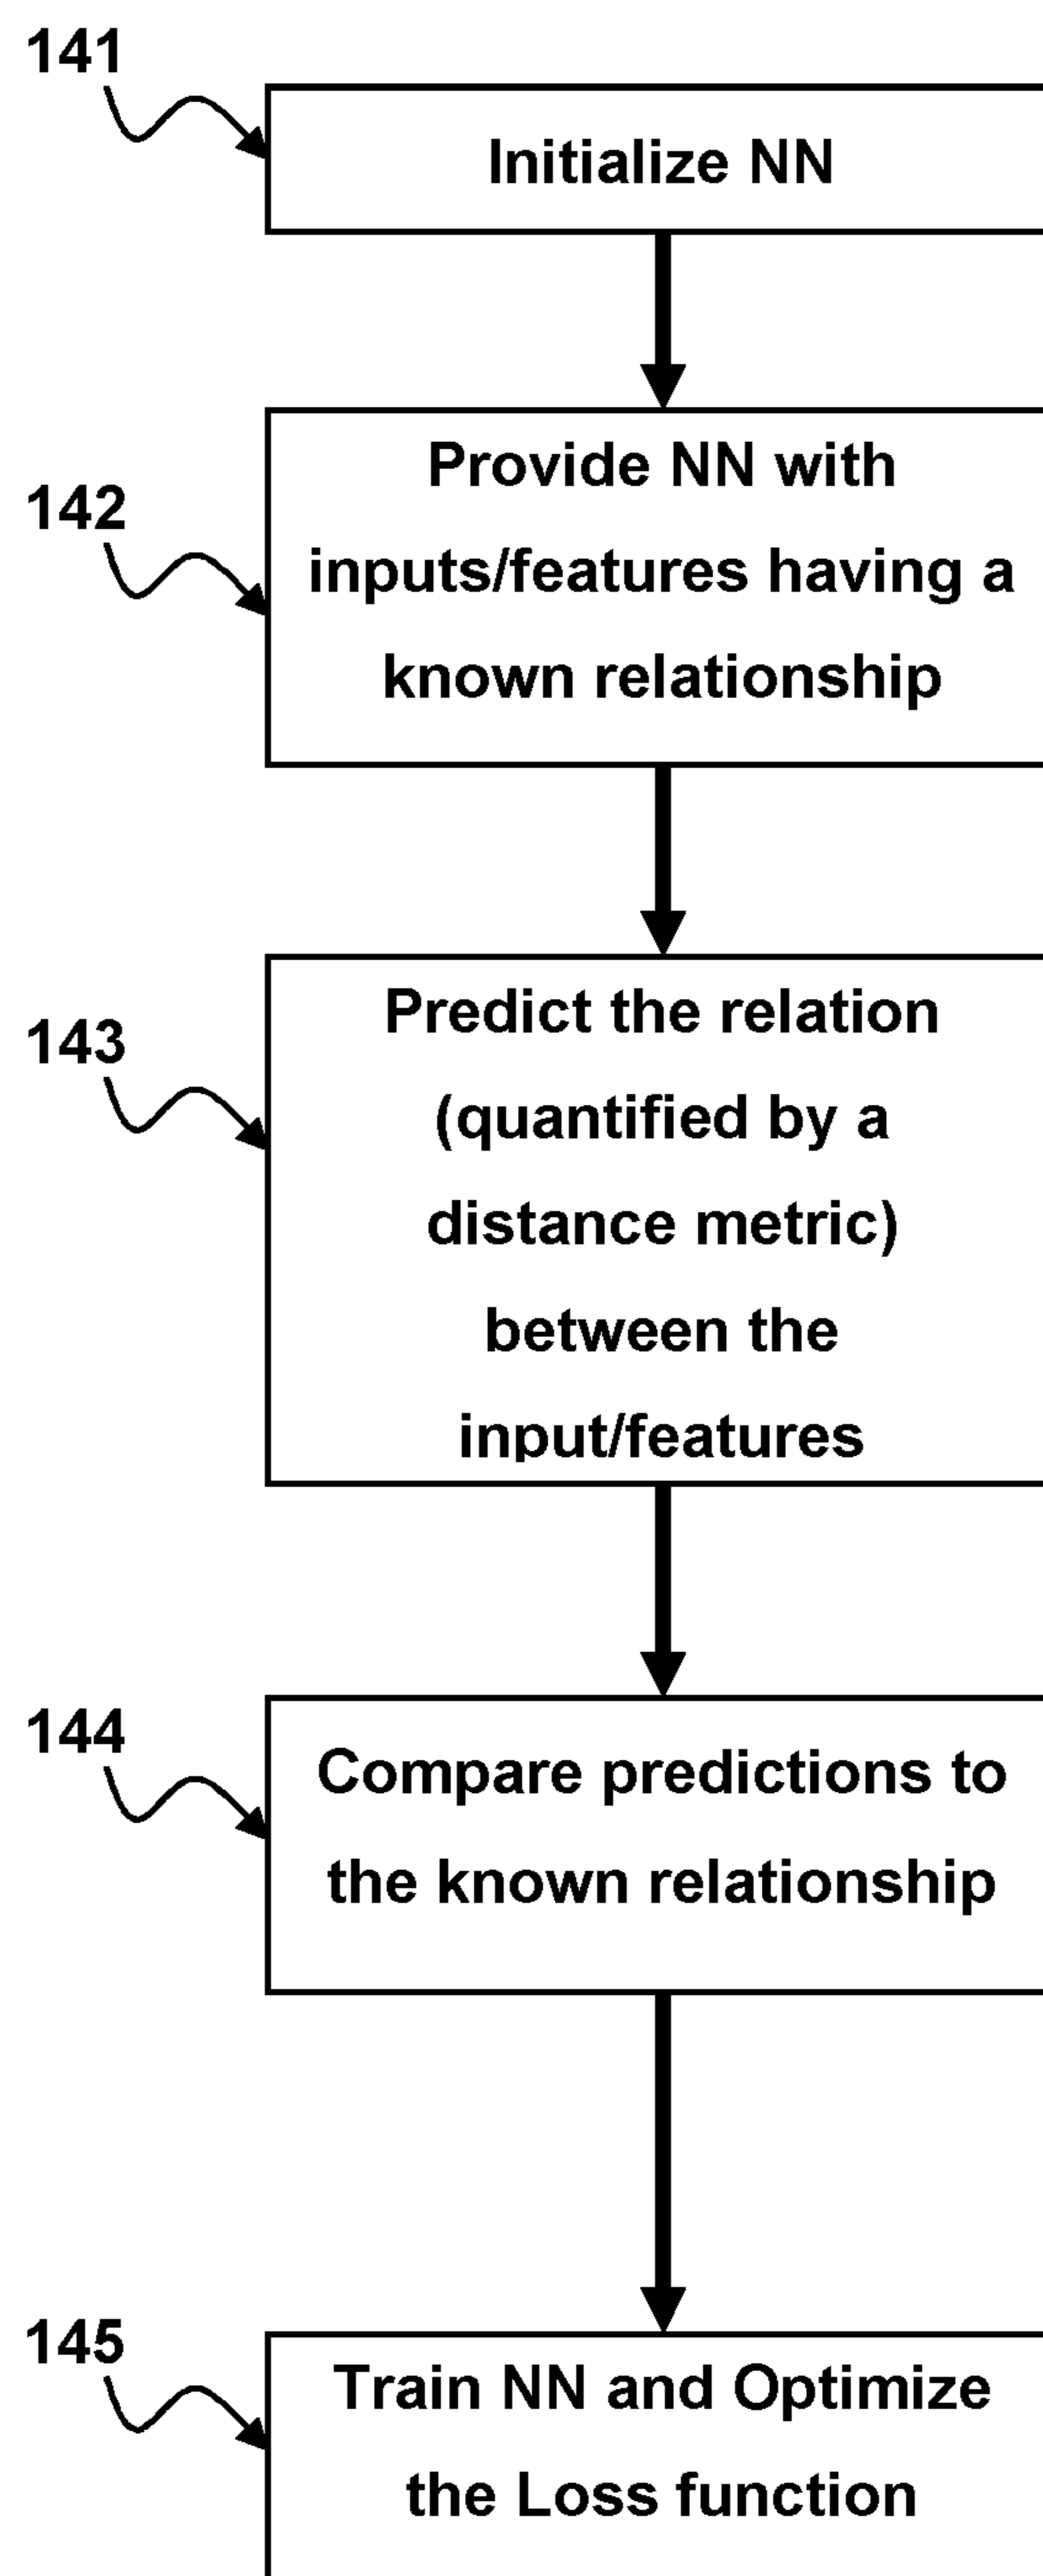 141
Initialize NN
142
Provide NN with
inputs/features having a
known relationship
143
Predict the relation
(quantified by a
distance metric)
between the
input/features
144
Compare predictions to
the known relationship
145
Train NN and Optimize
the Loss function